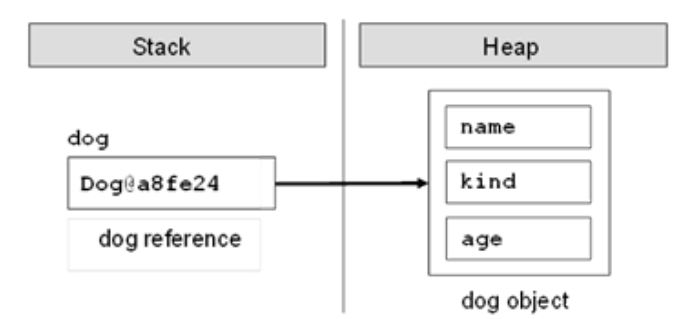 Stack
Heap
dog
Dog@a8fe24
dog reference
name
kind
age
dog object